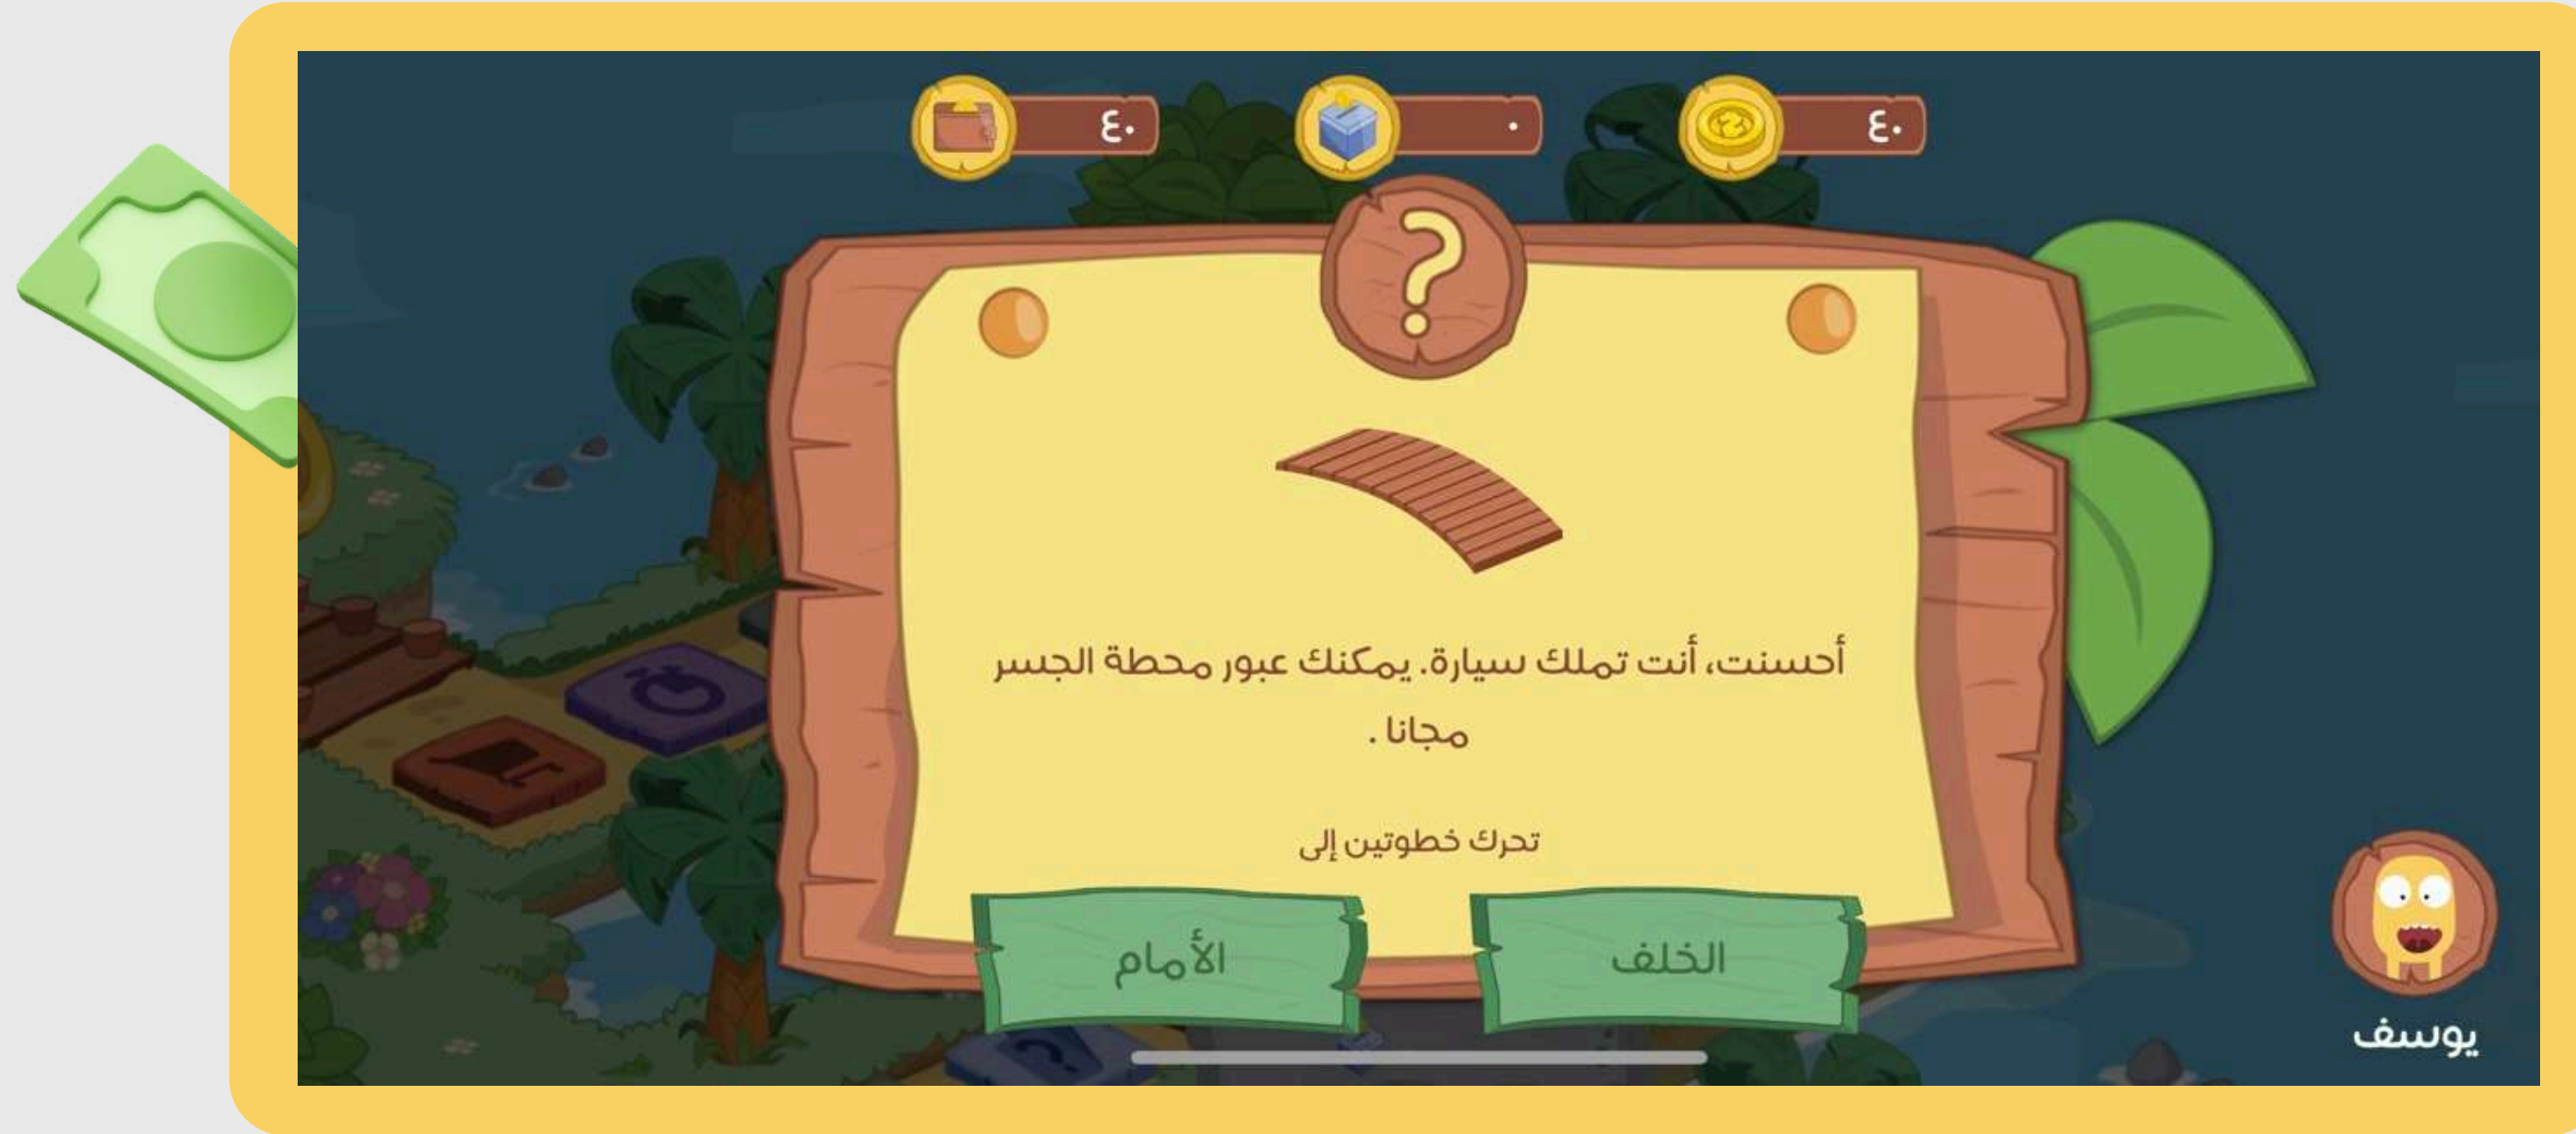 ٤٠
٠
٤٠
?
أحسنت، أنت تملك سيارة. يمكنك عبور محطة الجسر
مجانا .
تحرك خطوتين إلى
الخلف
الأمام
يوسف